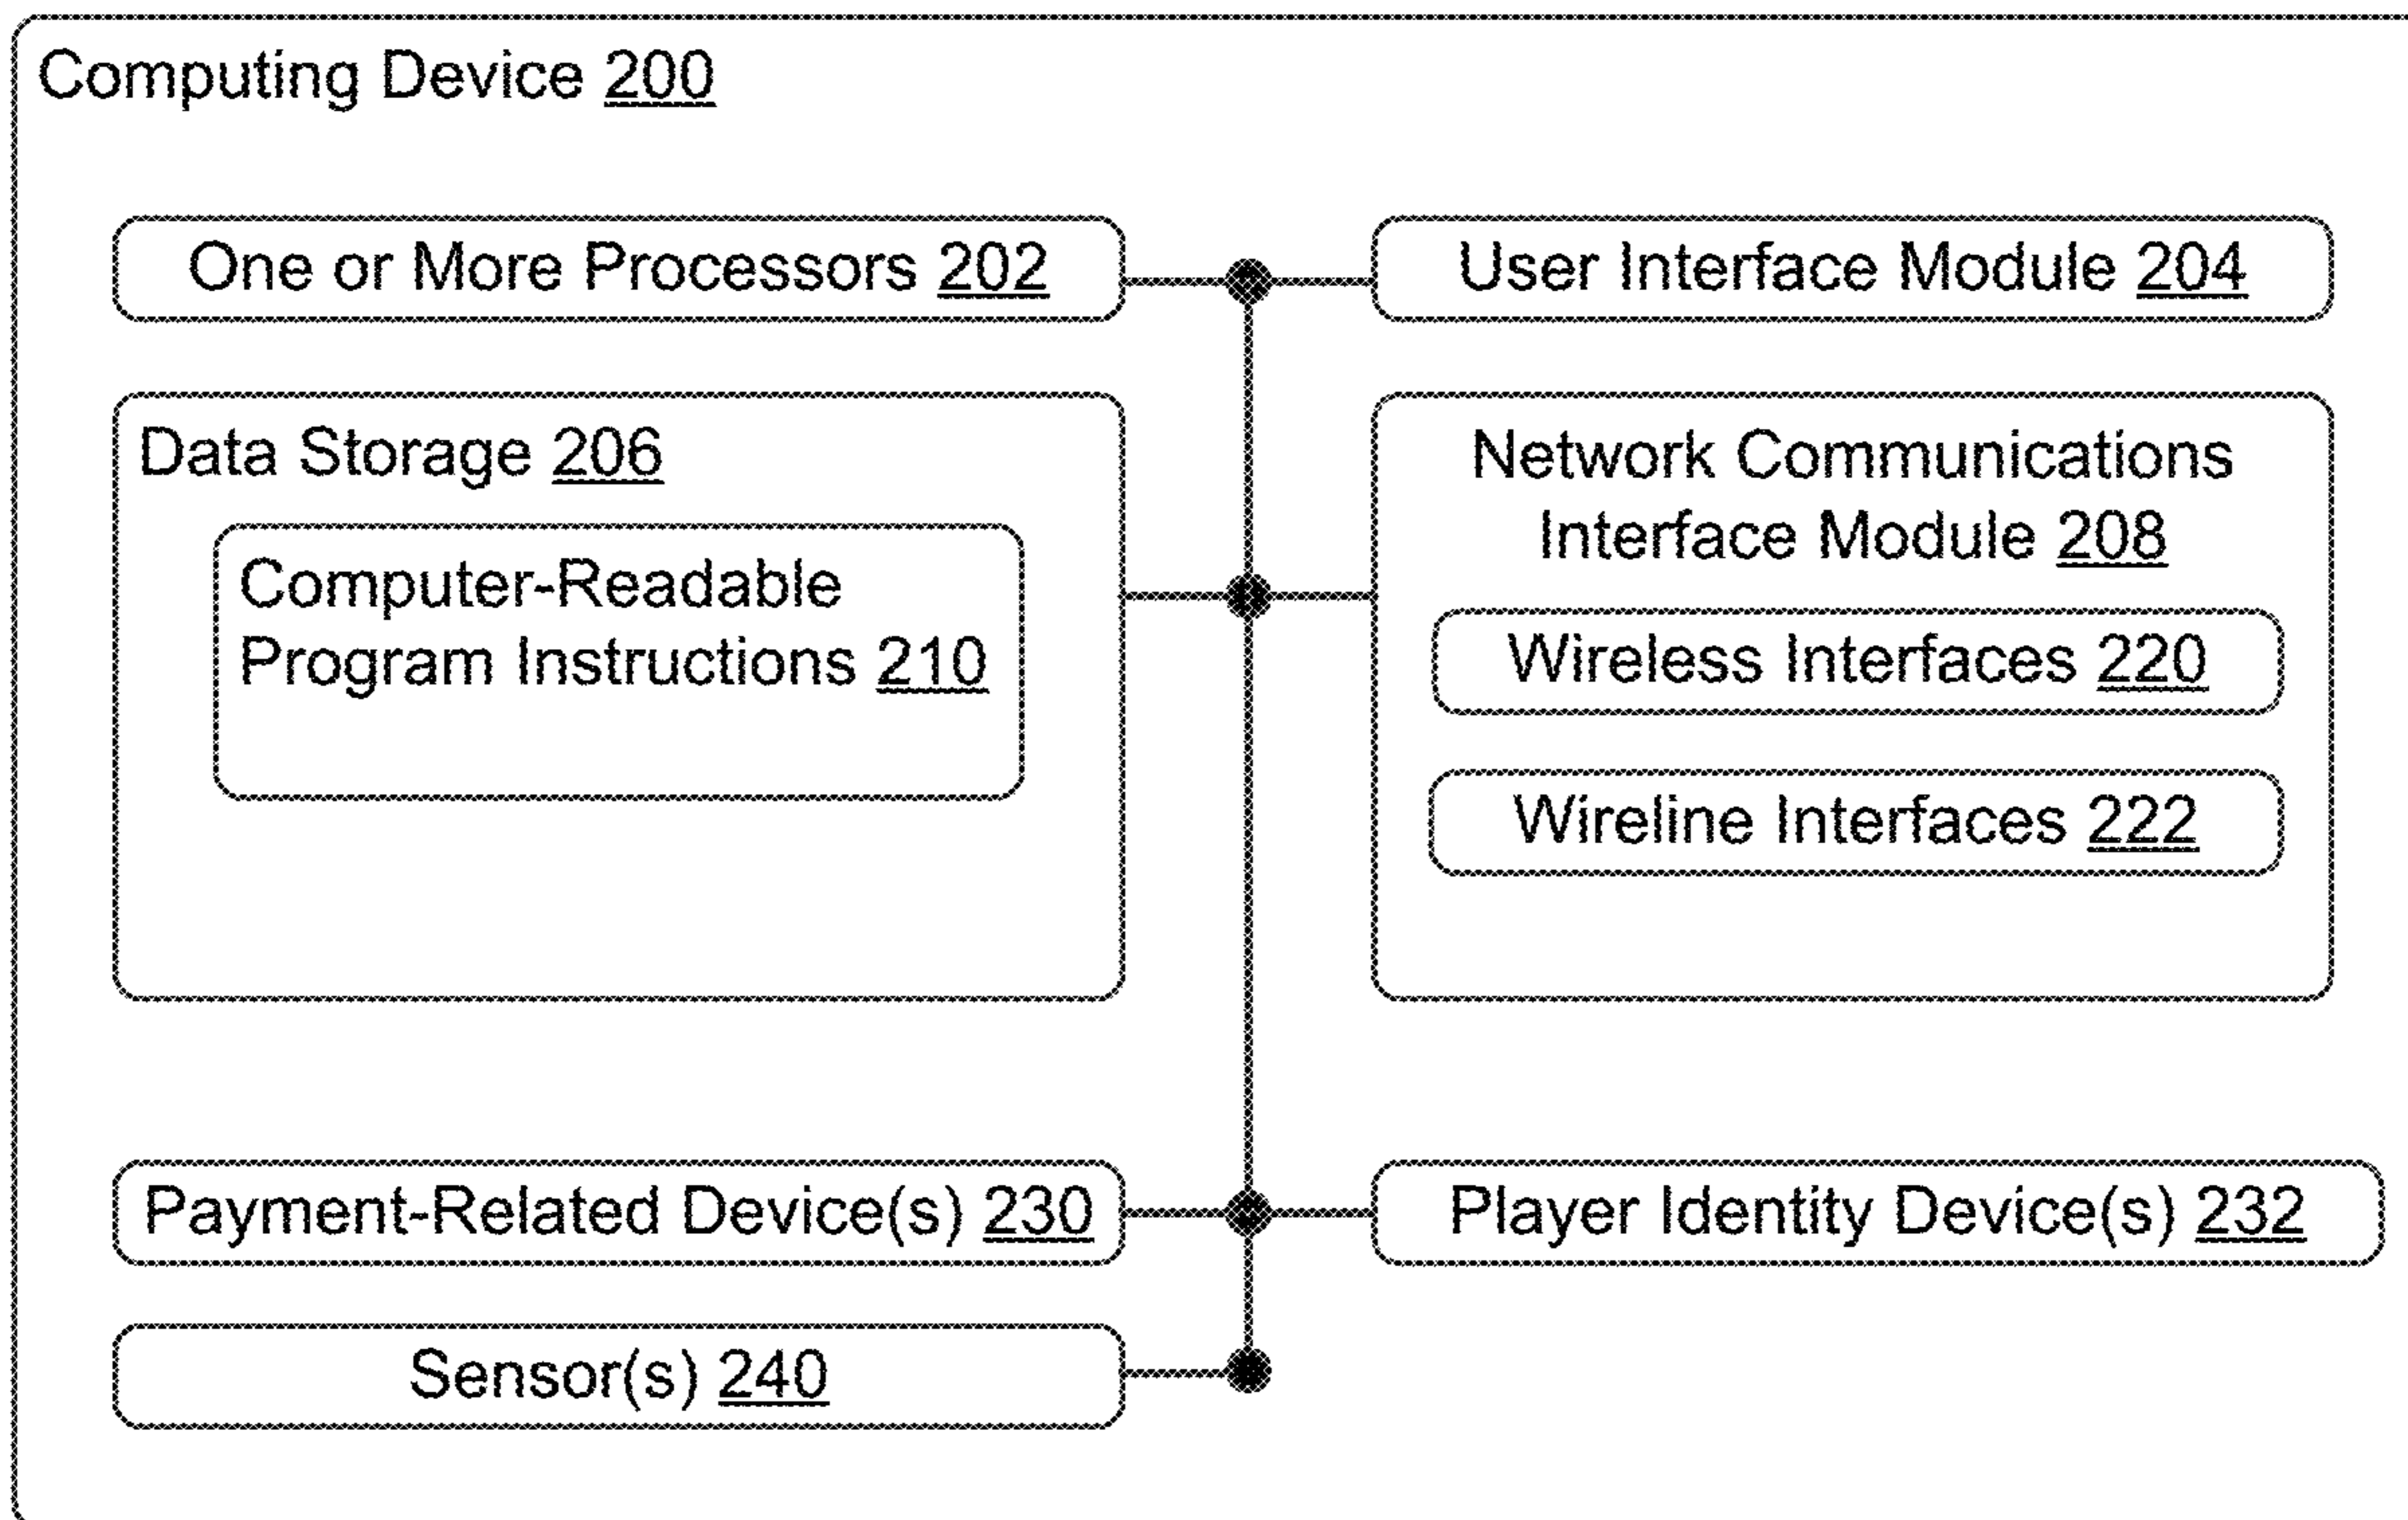 Computing Device 200
One or More Processors 202
User Interface Module 204
Data Storage 206
Computer-Readable
Program Instructions 210
Network Communications
Interface Module 208
Wireless Interfaces 220
Wireline Interfaces 222
Payment-Related Device(s) 230
Player Identity Device(s) 232
Sensor(s) 240